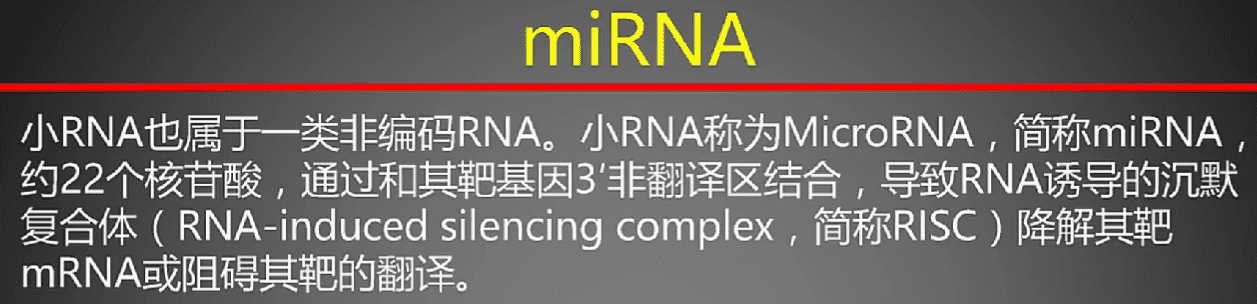 miRNA
小RNA也属于一类非编码RNA。小RNA称为MicroRNA，简称miRNA，
约22个核苷酸，通过和其靶基因3’非翻译区结合，导致RNA诱导的沉默
复合体（RNA-induced silencing complex，简称RISC）降解其靶
mRNA或阻碍其靶的翻译。